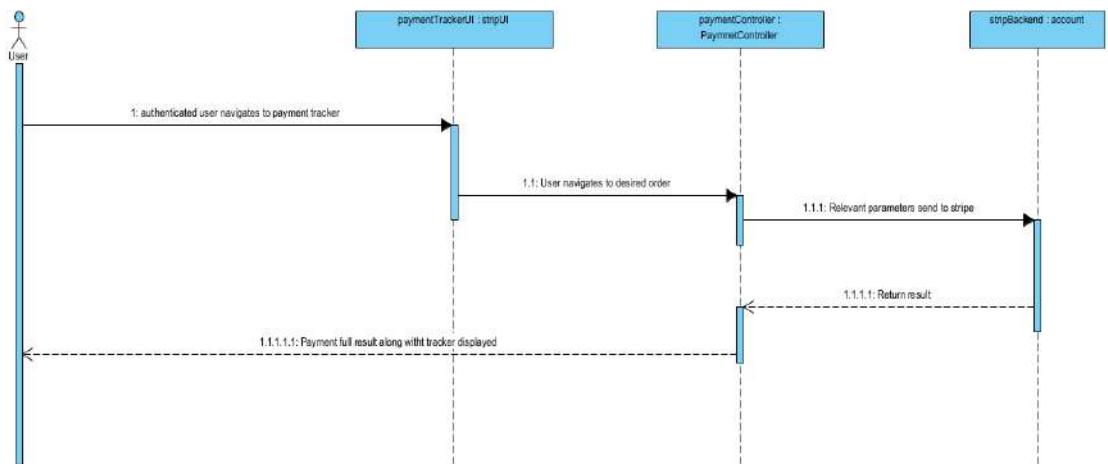 paymentTrackerUI : stripUI
paymentController :
PaymnetController
stripBackend : account
User
1: authenticated user navigates to payment tracker
1.1: User navigates to desired order
1.1.1: Relevant parameters send to stripe
1.1.1.1: Return result
1.1.1.1.1: Payment full result along witht tracker displayed